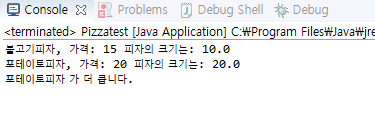 Console Problems Debug Shell Debug
<terminated> Pizzatest [Java Application] C:₩Program Files₩Java₩jre
불고기피자, 가격: 15 피자의 크기는: 10.0
포테이트피자, 가격: 20 피자의 크기는: 20.0
포테이트피자 가 더 큽니다.